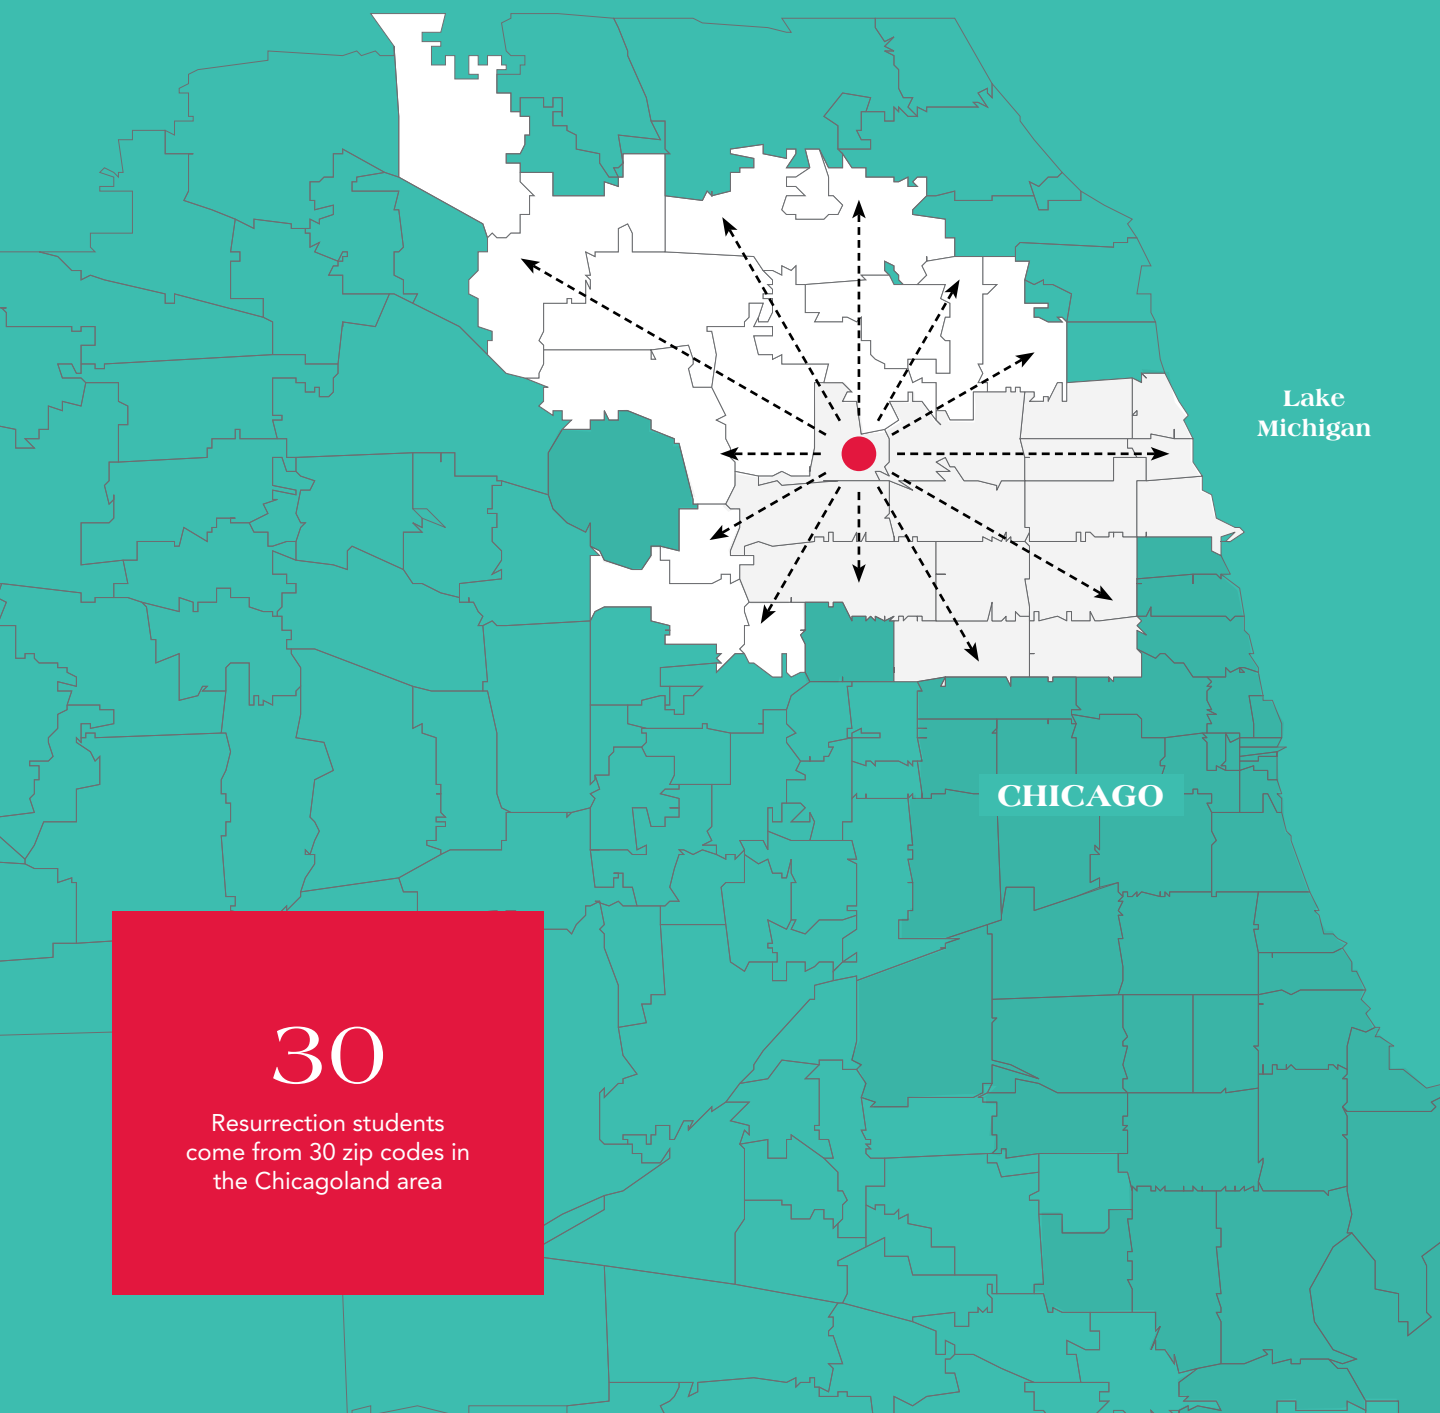 Lake
Michigan
CHICAGO
30
Resurrection students
come from 30 zip codes in
the Chicagoland area